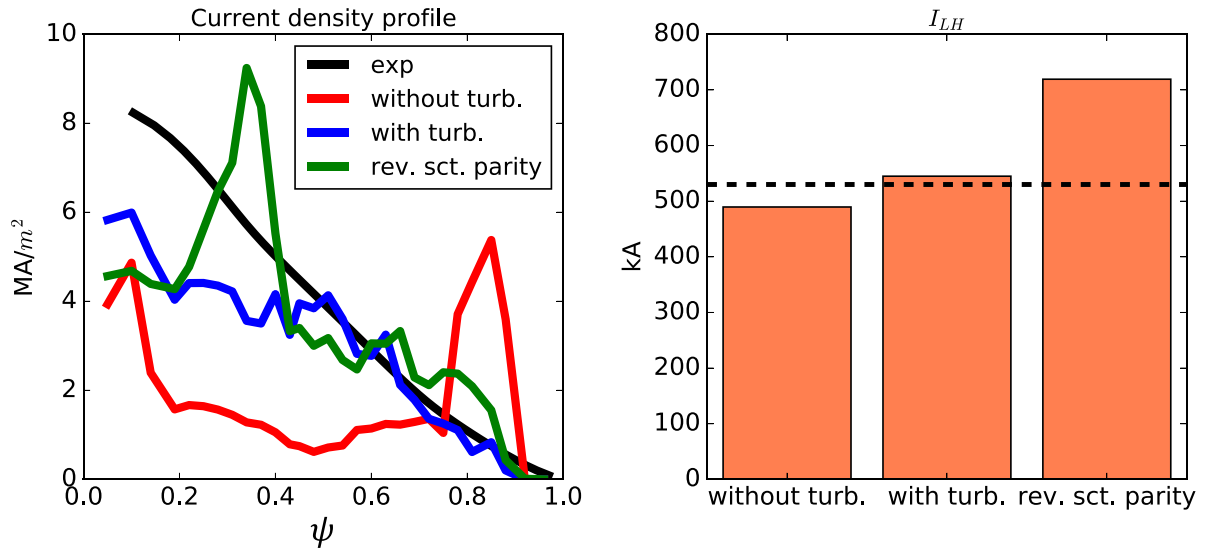 Current density profile
10
8
6
4
2
0
MA/m²
0.0 0.2 0.4 0.6 0.8 1.0
ψ
exp
without turb.
with turb.
rev. sct. parity
I_{LH}
800
700
600
500
400
300
200
100
0
kA
without turb. with turb. rev. sct. parity